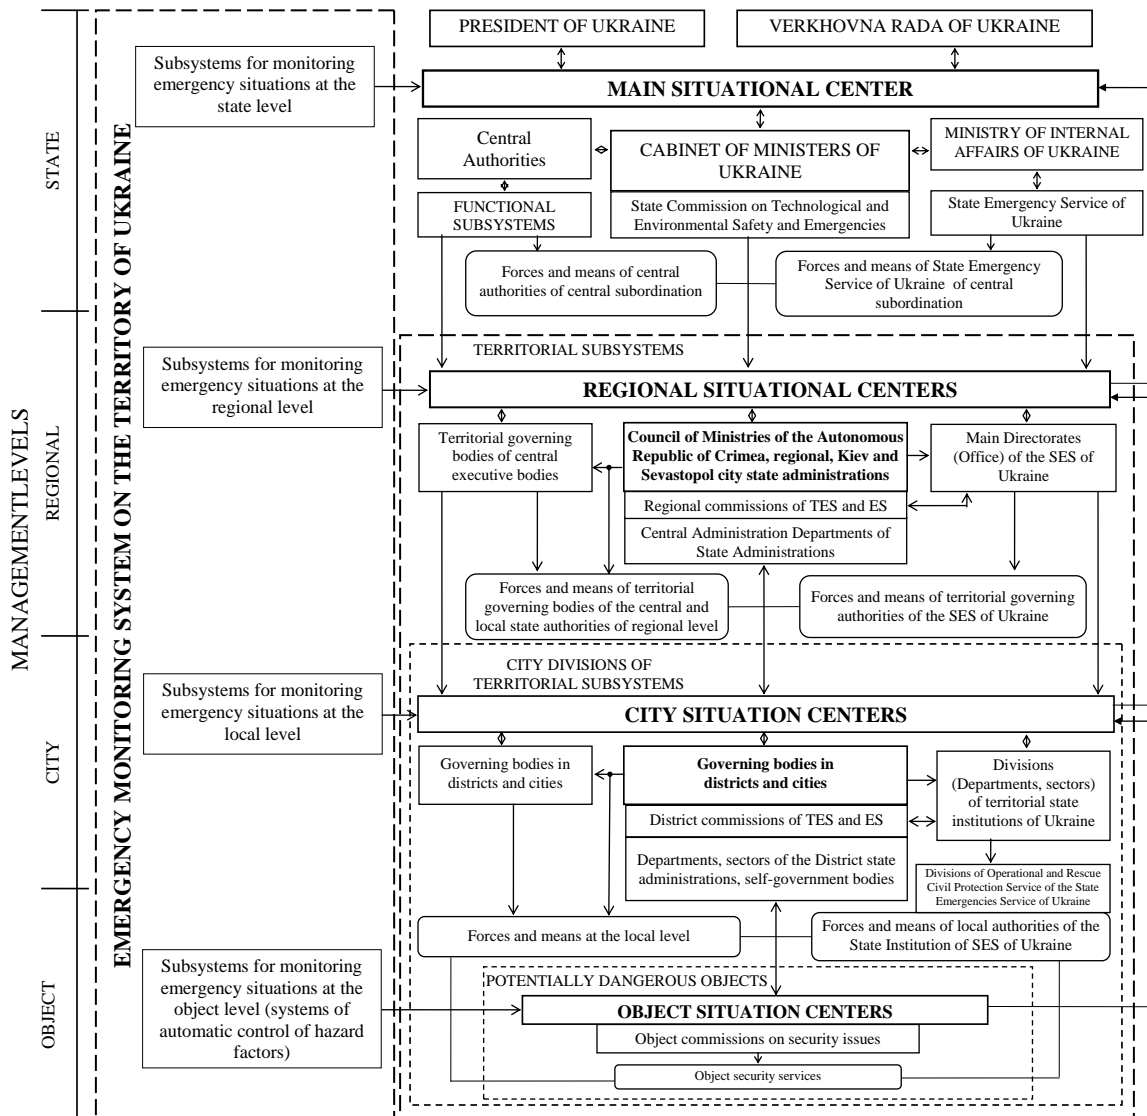 MANAGEMENTLEVELS
STATE
REGIONAL
CITY
OBJECT
EMERGENCY MONITORING SYSTEM ON THE TERRITORY OF UKRAINE
Subsystems for monitoring
emergency situations at the
state level
PRESIDENT OF UKRAINE
VERKHOVNA RADA OF UKRAINE
MAIN SITUATIONAL CENTER
Central
Authorities
CABINET OF MINISTERS OF
UKRAINE
MINISTRY OF INTERNAL
AFFAIRS OF UKRAINE
FUNCTIONAL
SUBSYSTEMS
State Commission on Technological and
Environmental Safety and Emergencies
State Emergency Service of
Ukraine
Forces and means of central
authorities of central subordination
Forces and means of State Emergency
Service of Ukraine of central
subordination
Subsystems for monitoring
emergency situations at the
regional level
TERRITORIAL SUBSYSTEMS
REGIONAL SITUATIONAL CENTERS
Territorial governing
bodies of central
executive bodies
Council of Ministries of the Autonomous
Republic of Crimea, regional, Kiev and
Sevastopol city state administrations
Main Directorates
(Office) of the SES of
Ukraine
Regional commissions of TES and ES
Central Administration Departments of
State Administrations
Forces and means of territorial
governing bodies of the central and
local state authorities of regional level
Forces and means of territorial governing
authorities of the SES of Ukraine
Subsystems for monitoring
emergency situations at the
local level
CITY DIVISIONS OF
TERRITORIAL SUBSYSTEMS
CITY SITUATION CENTERS
Governing bodies in
districts and cities
Governing bodies in
districts and cities
Divisions
(Departments, sectors)
of territorial state
institutions of Ukraine
District commissions of TES and ES
Departments, sectors of the District state
administrations, self-government bodies
Divisions of Operational and Rescue
Civil Protection Service of the State
Emergencies Service of Ukraine
Forces and means at the local level
Forces and means of local authorities of the
State Institution of SES of Ukraine
Subsystems for monitoring
emergency situations at the
object level (systems of
automatic control of hazard
factors)
POTENTIALLY DANGEROUS OBJECTS
OBJECT SITUATION CENTERS
Object commissions on security issues
Object security services